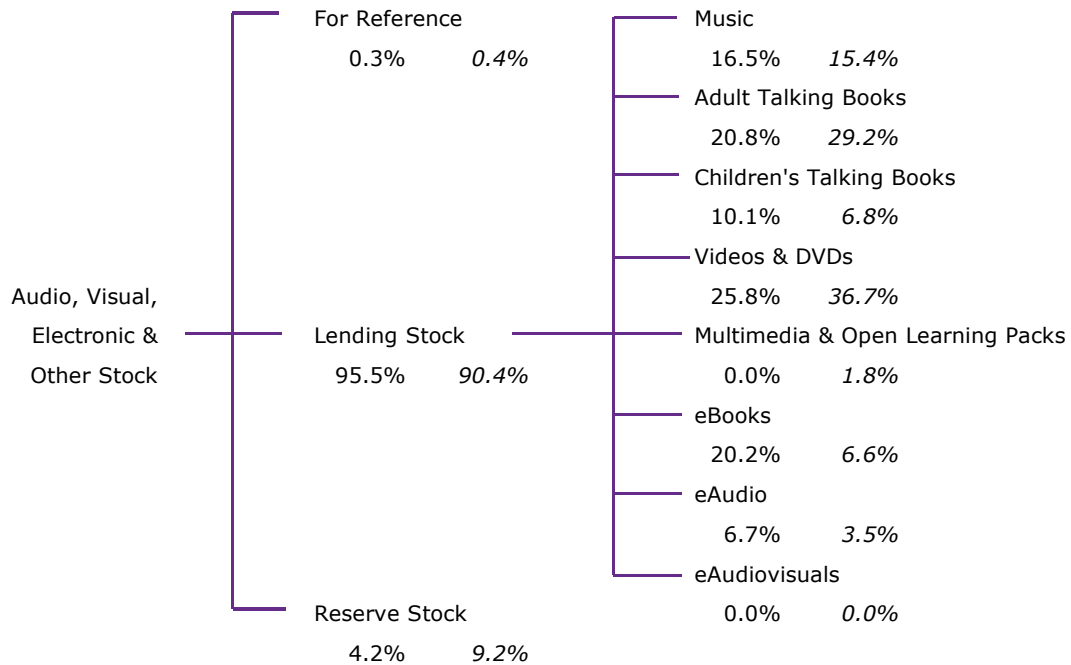 For Reference
0.3% 0.4%
Audio, Visual,
Electronic &
Other Stock
Lending Stock
95.5% 90.4%
Reserve Stock
4.2% 9.2%
Music
16.5% 15.4%
Adult Talking Books
20.8% 29.2%
Children's Talking Books
10.1% 6.8%
Videos & DVDs
25.8% 36.7%
Multimedia & Open Learning Packs
0.0% 1.8%
eBooks
20.2% 6.6%
eAudio
6.7% 3.5%
eAudiovisuals
0.0% 0.0%